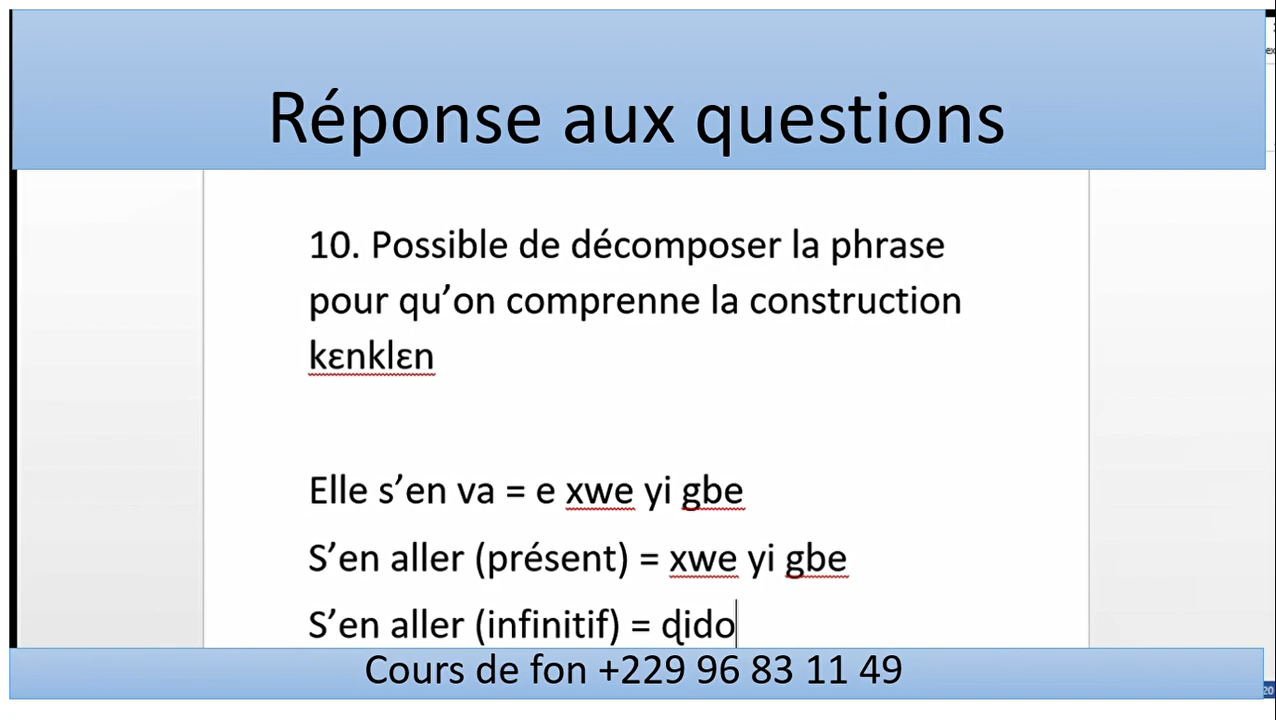 Réponse aux questions
10. Possible de décomposer la phrase
pour qu’on comprenne la construction
kɛnklɛn
Elle s’en va = e xwe yi gbe
S’en aller (présent) = xwe yi gbe
S’en aller (infinitif) = ɖido
Cours de fon +229 96 83 11 49